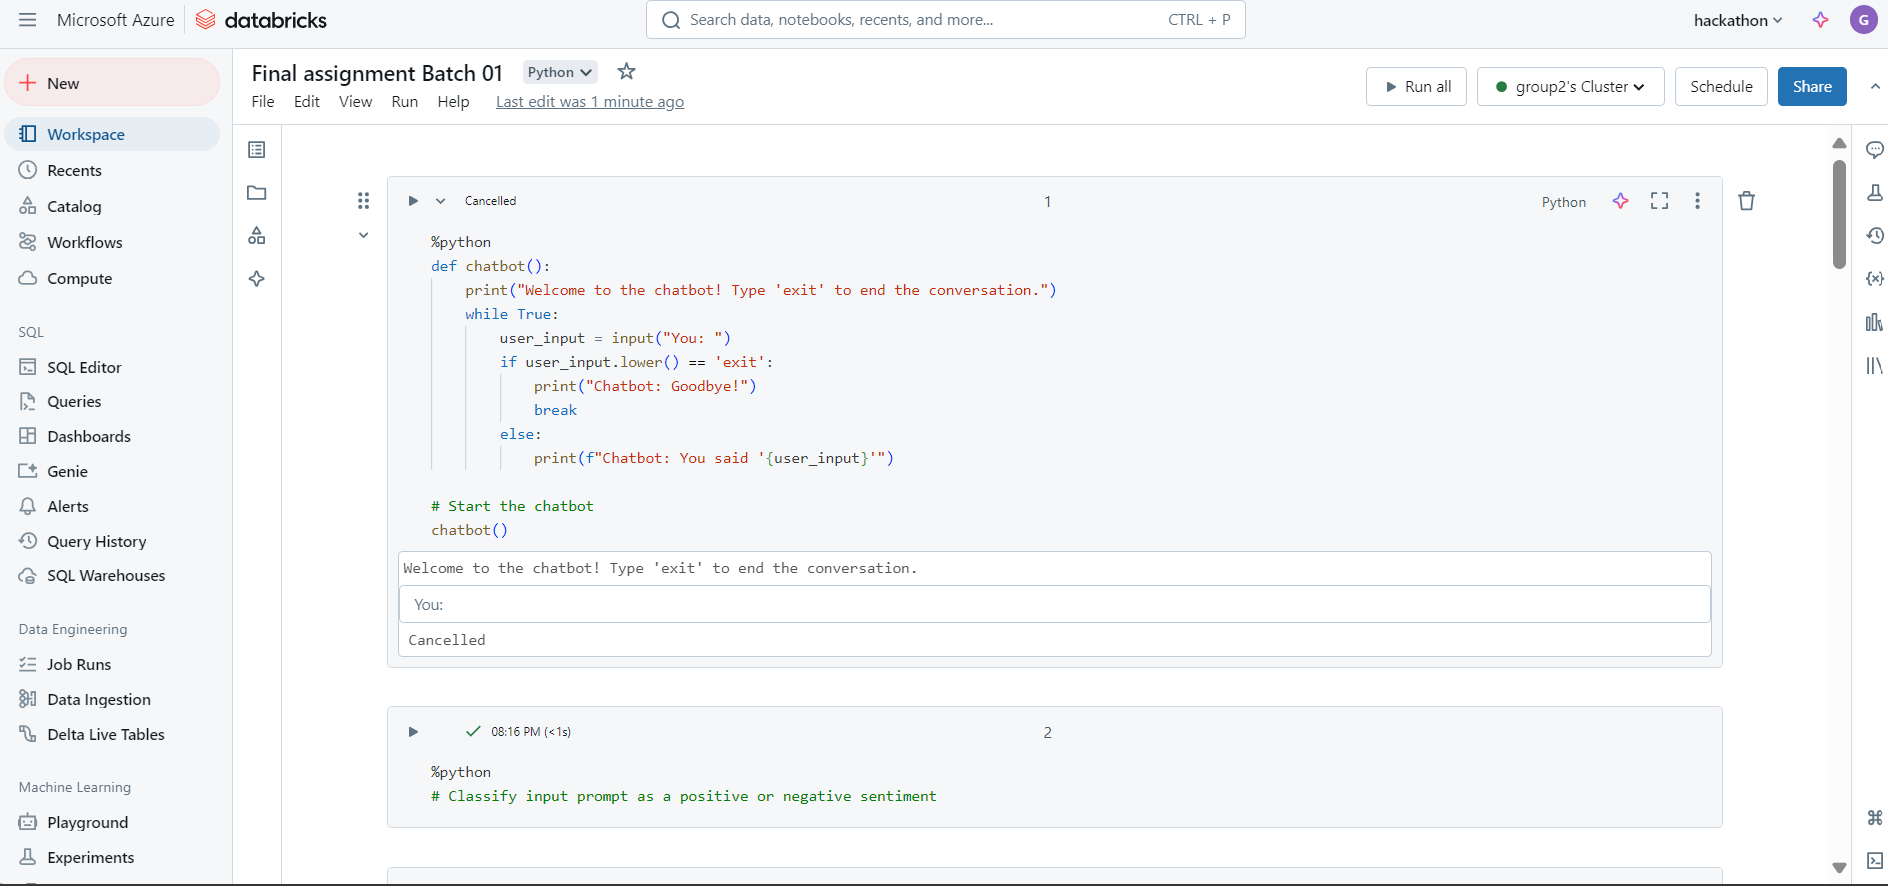 Microsoft Azure databricks
Search data, notebooks, recents, and more... CTRL + P
hackathon G
New
Workspace
Recents
Catalog
Workflows
Compute
SQL
SQL Editor
Queries
Dashboards
Genie
Alerts
Query History
SQL Warehouses
Data Engineering
Job Runs
Data Ingestion
Delta Live Tables
Machine Learning
Playground
Experiments
Final assignment Batch 01 Python
File Edit View Run Help Last edit was 1 minute ago
Run all group2's Cluster Schedule Share
Cancelled 1 Python
%python
def chatbot():
    print("Welcome to the chatbot! Type 'exit' to end the conversation.")
    while True:
        user_input = input("You: ")
        if user_input.lower() == 'exit':
            print("Chatbot: Goodbye!")
            break
        else:
            print(f"Chatbot: You said '{user_input}'")
# Start the chatbot
chatbot()
Welcome to the chatbot! Type 'exit' to end the conversation.
You:
Cancelled
08:16 PM (<1s) 2
%python
# Classify input prompt as a positive or negative sentiment